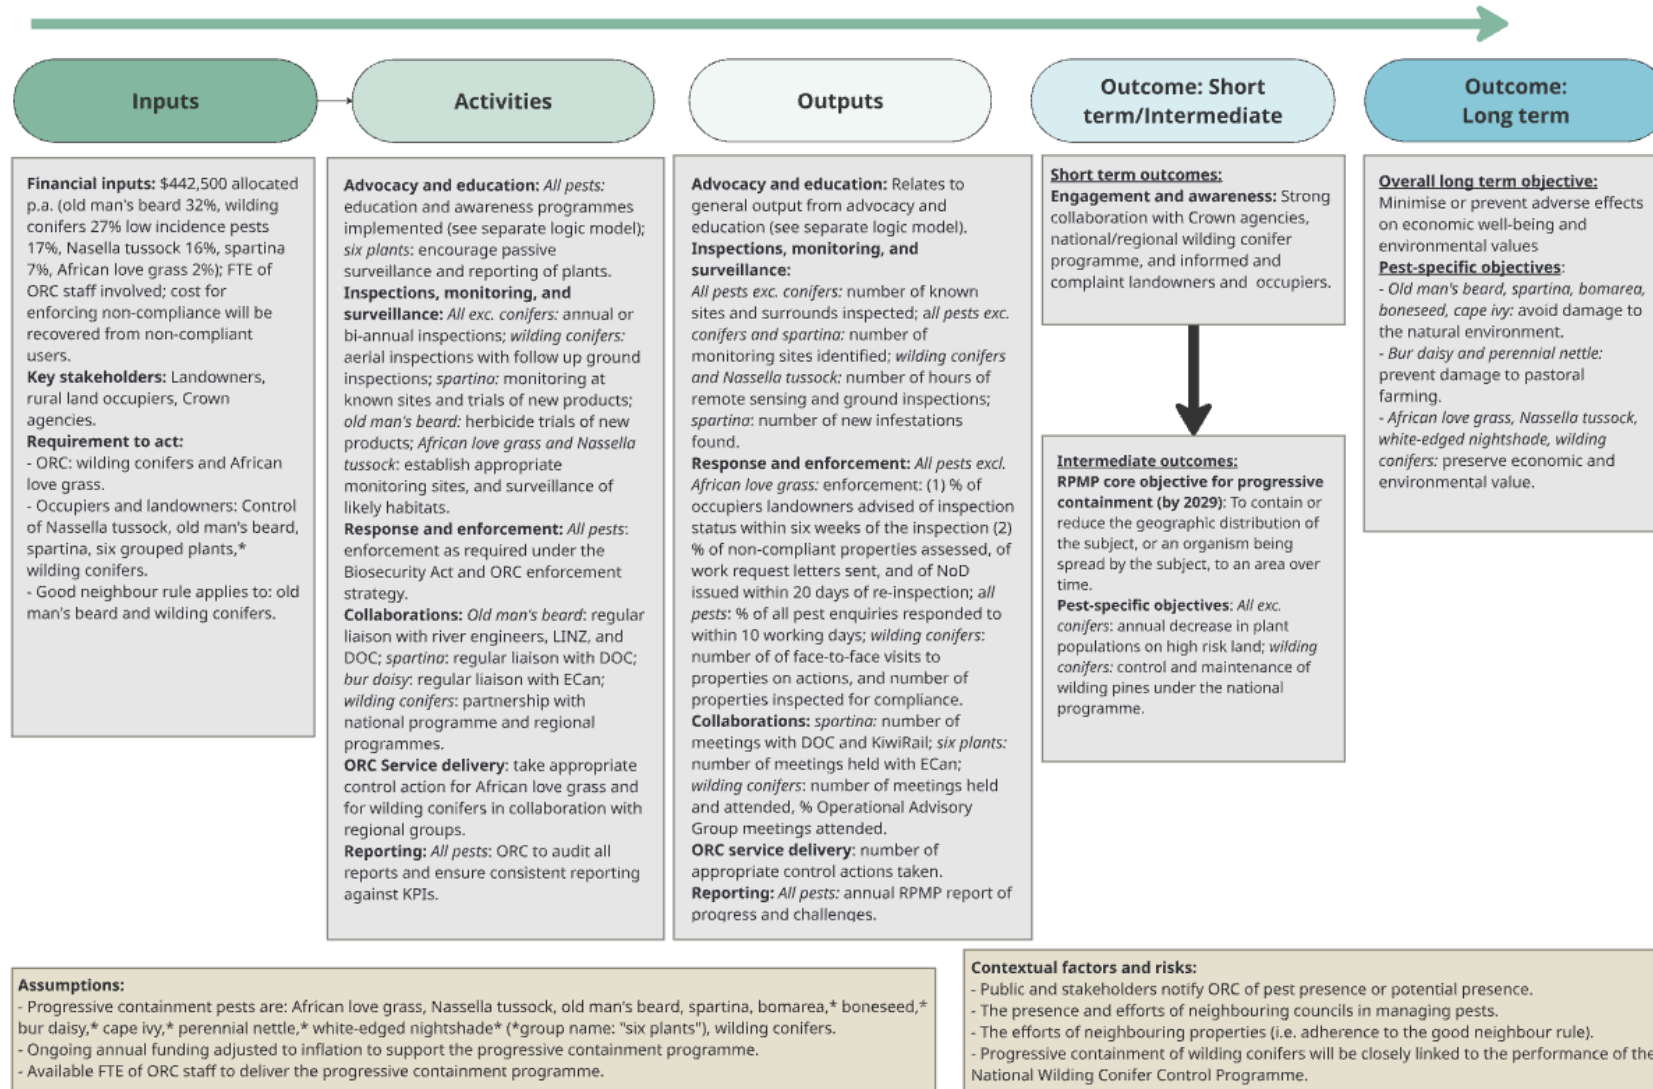 Inputs
Activities
Outputs
Outcome: Short
term/Intermediate
Outcome:
Long term
Financial inputs: $442,500 allocated
p.a. (old man's beard 32%, wilding
conifers 27% low incidence pests
17%, Nasella tussock 16%, spartina
7%, African love grass 2%); FTE of
ORC staff involved; cost for
enforcing non-compliance will be
recovered from non-compliant
users.
Key stakeholders: Landowners,
rural land occupiers, Crown
agencies.
Requirement to act:
- ORC: wilding conifers and African
love grass.
- Occupiers and landowners: Control
of Nassella tussock, old man's beard,
spartina, six grouped plants,*
wilding conifers.
- Good neighbour rule applies to: old
man's beard and wilding conifers.
Advocacy and education: All pests:
education and awareness programmes
implemented (see separate logic model);
six plants: encourage passive
surveillance and reporting of plants.
Inspections, monitoring, and
surveillance: All exc. conifers: annual or
bi-annual inspections; wilding conifers:
aerial inspections with follow up ground
inspections; spartina: monitoring at
known sites and trials of new products;
old man's beard: herbicide trials of new
products; African love grass and Nassella
tussock: establish appropriate
monitoring sites, and surveillance of
likely habitats.
Response and enforcement: All pests:
enforcement as required under the
Biosecurity Act and ORC enforcement
strategy.
Collaborations: Old man's beard: regular
liaison with river engineers, LINZ, and
DOC; spartina: regular liaison with DOC;
bur daisy: regular liaison with ECan;
wilding conifers: partnership with
national programme and regional
programmes.
ORC Service delivery: take appropriate
control action for African love grass and
for wilding conifers in collaboration with
regional groups.
Reporting: All pests: ORC to audit all
reports and ensure consistent reporting
against KPIs.
Advocacy and education: Relates to
general output from advocacy and
education (see separate logic model).
Inspections, monitoring, and
surveillance:
All pests exc. conifers: number of known
sites and surrounds inspected; all pests exc.
conifers and spartina: number of
monitoring sites identified; wilding conifers
and Nassella tussock: number of hours of
remote sensing and ground inspections;
spartina: number of new infestations
found.
Response and enforcement: All pests excl.
African love grass: enforcement: (1) % of
occupiers landowners advised of inspection
status within six weeks of the inspection (2)
% of non-compliant properties assessed, of
work request letters sent, and of NoD
issued within 20 days of re-inspection; all
pests: % of all pest enquiries responded to
within 10 working days; wilding conifers:
number of of face-to-face visits to
properties on actions, and number of
properties inspected for compliance.
Collaborations: spartina: number of
meetings with DOC and KiwiRail; six plants:
number of meetings held with ECan;
wilding conifers: number of meetings held
and attended, % Operational Advisory
Group meetings attended.
ORC service delivery: number of
appropriate control actions taken.
Reporting: All pests: annual RPMP report of
progress and challenges.
Short term outcomes:
Engagement and awareness: Strong
collaboration with Crown agencies,
national/regional wilding conifer
programme, and informed and
complaint landowners and occupiers.
Intermediate outcomes:
RPMP core objective for progressive
containment (by 2029): To contain or
reduce the geographic distribution of
the subject, or an organism being
spread by the subject, to an area over
time.
Pest-specific objectives: All exc.
conifers: annual decrease in plant
populations on high risk land; wilding
conifers: control and maintenance of
wilding pines under the national
programme.
Overall long term objective:
Minimise or prevent adverse effects
on economic well-being and
environmental values
Pest-specific objectives:
- Old man's beard, spartina, bomarea,
boneseed, cape ivy: avoid damage to
the natural environment.
- Bur daisy and perennial nettle:
prevent damage to pastoral
farming.
- African love grass, Nassella tussock,
white-edged nightshade, wilding
conifers: preserve economic and
environmental value.
Assumptions:
- Progressive containment pests are: African love grass, Nassella tussock, old man's beard, spartina, bomarea,* boneseed,*
bur daisy,* cape ivy,* perennial nettle,* white-edged nightshade* (*group name: "six plants"), wilding conifers.
- Ongoing annual funding adjusted to inflation to support the progressive containment programme.
- Available FTE of ORC staff to deliver the progressive containment programme.
Contextual factors and risks:
- Public and stakeholders notify ORC of pest presence or potential presence.
- The presence and efforts of neighbouring councils in managing pests.
- The efforts of neighbouring properties (i.e. adherence to the good neighbour rule).
- Progressive containment of wilding conifers will be closely linked to the performance of the
National Wilding Conifer Control Programme.